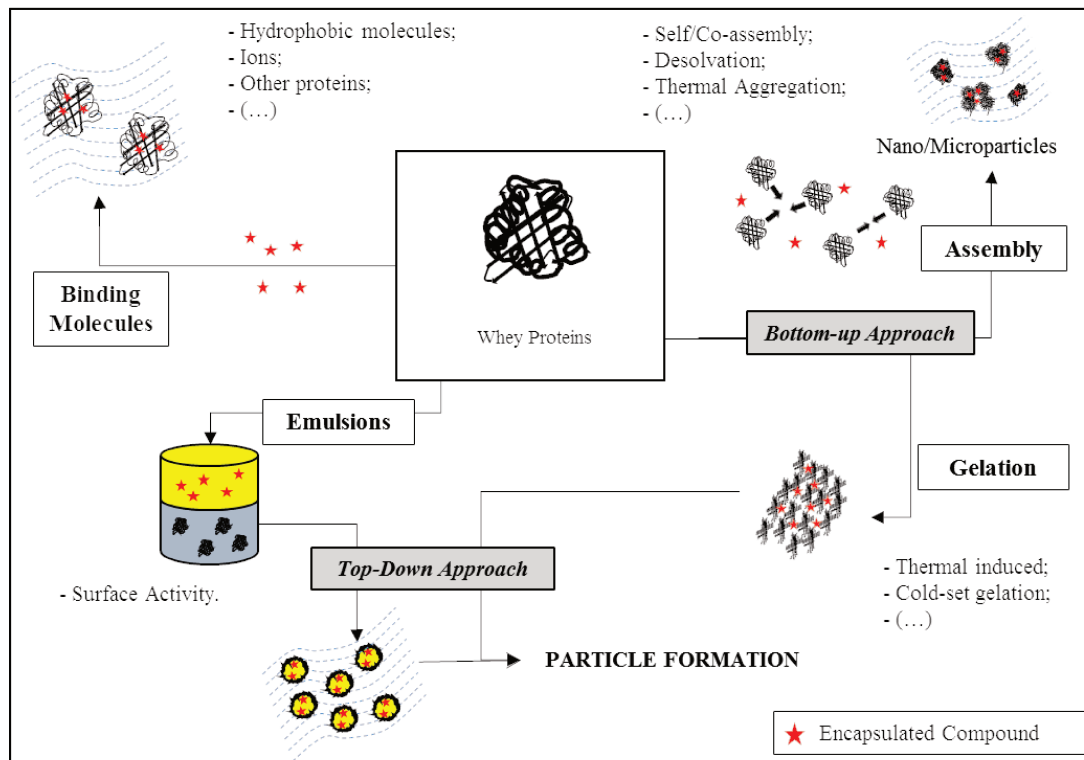 - Hydrophobic molecules;
- Ions;
- Other proteins;
- (…)
- Self/Co-assembly;
- Desolvation;
- Thermal Aggregation;
- (…)
Nano/Microparticles
Assembly
Binding
Molecules
Whey Proteins
Bottom-up Approach
Emulsions
Gelation
Top-Down Approach
- Surface Activity.
- Thermal induced;
- Cold-set gelation;
- (…)
PARTICLE FORMATION
Encapsulated Compound